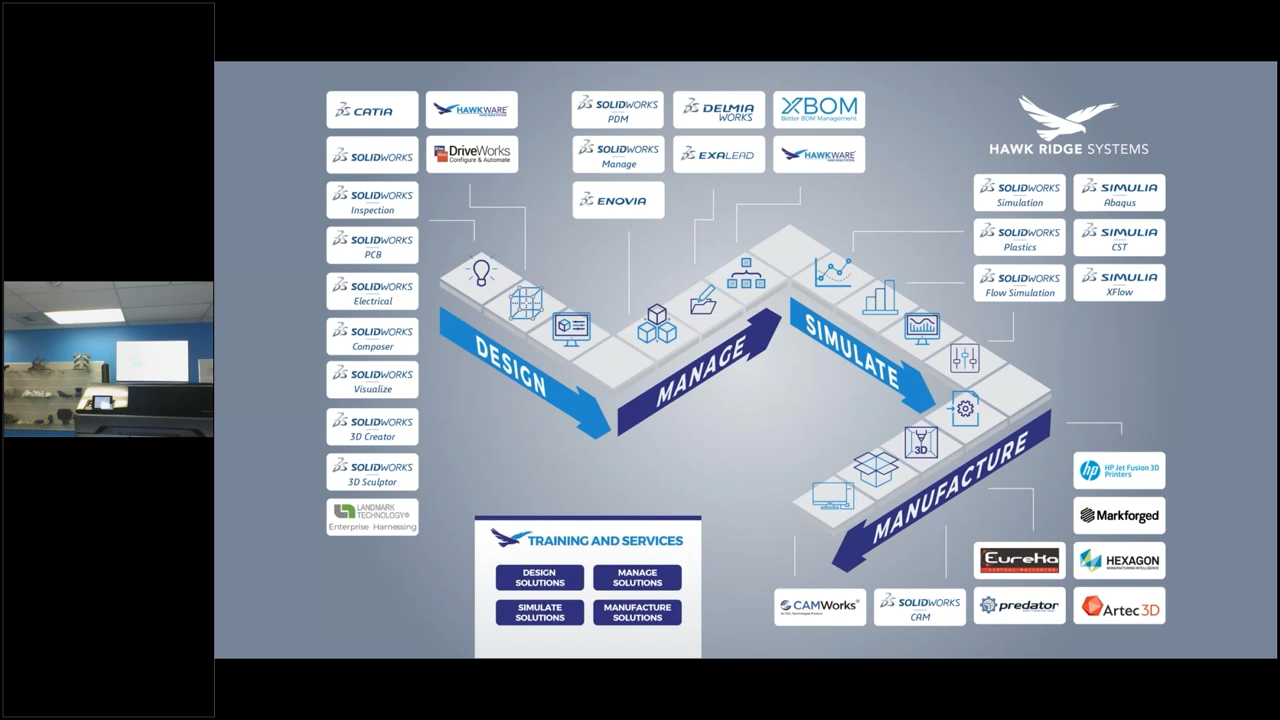 CATIA
HAWKWARE
SOLIDWORKS
DriveWorks
Configure & Automate
SOLIDWORKS
Inspection
SOLIDWORKS
PCB
SOLIDWORKS
Electrical
SOLIDWORKS
Composer
SOLIDWORKS
Visualize
SOLIDWORKS
3D Creator
SOLIDWORKS
3D Sculptor
LANDMARK
TECHNOLOGY®
Enterprise Harnessing
SOLIDWORKS
PDM
DELMIA
WORKS
XBOM
Better BOM Management
SOLIDWORKS
Manage
EXALEAD
HAWKWARE
ENOVIA
HAWK RIDGE SYSTEMS
SOLIDWORKS
Simulation
SIMULIA
Abaqus
SOLIDWORKS
Plastics
SIMULIA
CST
SOLIDWORKS
Flow Simulation
SIMULIA
XFlow
DESIGN
MANAGE
SIMULATE
MANUFACTURE
3D
TRAINING AND SERVICES
DESIGN
SOLUTIONS
MANAGE
SOLUTIONS
SIMULATE
SOLUTIONS
MANUFACTURE
SOLUTIONS
hp
HP Jet Fusion 3D
Printers
Markforged
EUREKA
HEXAGON
MANUFACTURING INTELLIGENCE
CAMWorks®
SOLIDWORKS
CAM
predator
Artec 3D